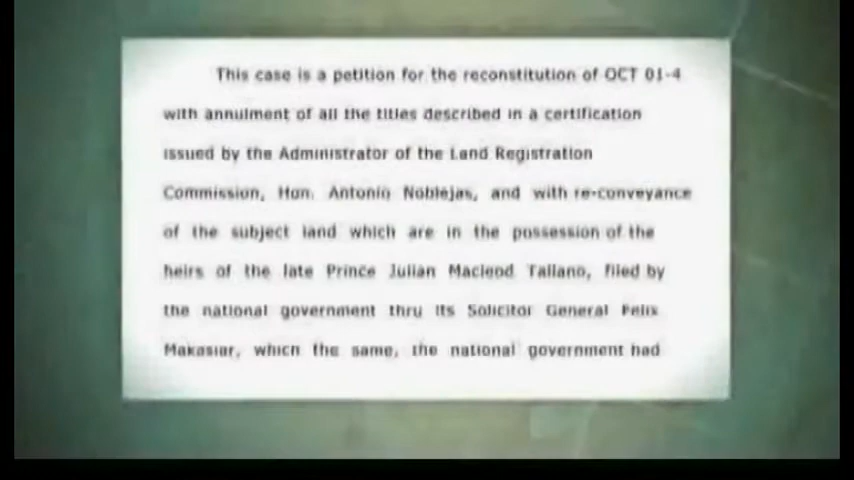 This case is a petition for the reconstitution of OCT 01-4
with annulment of all the titles described in a certification
issued by the Administrator of the Land Registration
Commission, Hon. Antonio Noblejas, and with re-conveyance
of the subject land which are in the possession of the
heirs of the late Prince Julian Macleod Tallano, filed by
the national government thru its Solicitor General Felix
Makasiar, which the same, the national government had